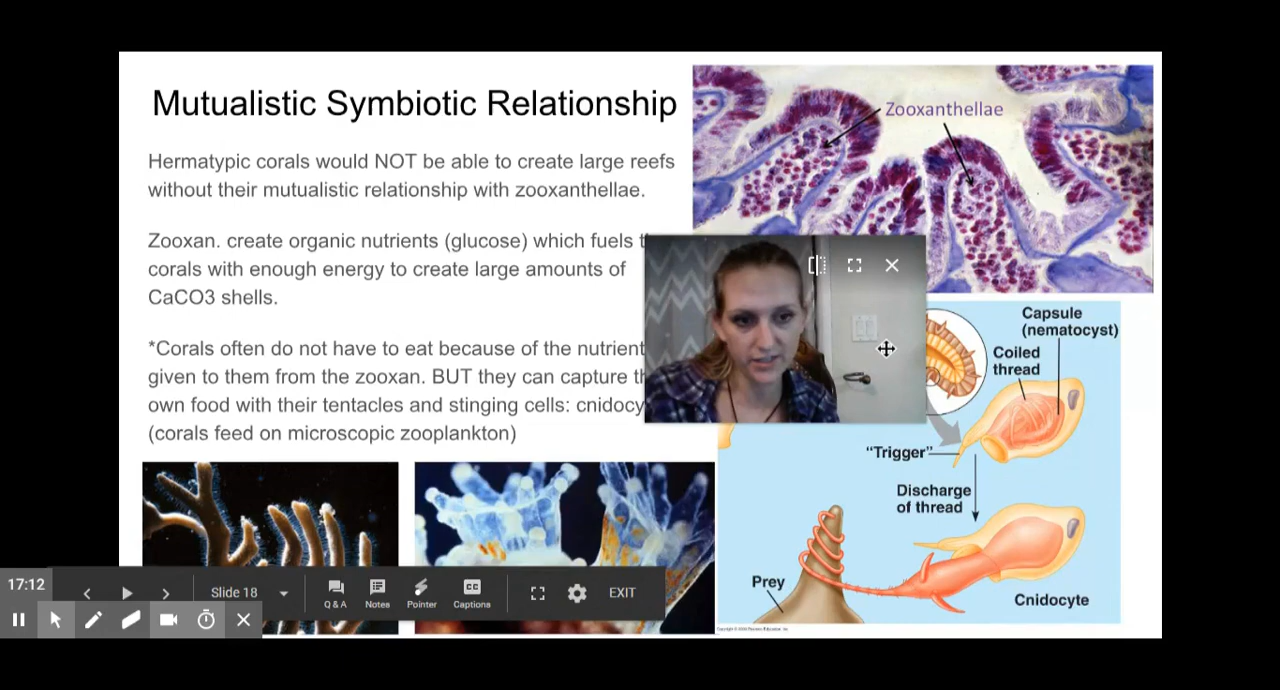 Mutualistic Symbiotic Relationship
Hermatypic corals would NOT be able to create large reefs
without their mutualistic relationship with zooxanthellae.
Zooxan. create organic nutrients (glucose) which fuels
corals with enough energy to create large amounts of
CaCO3 shells.
*Corals often do not have to eat because of the nutrient
given to them from the zooxan. BUT they can capture
own food with their tentacles and stinging cells: cnidocy
(corals feed on microscopic zooplankton)
Zooxanthellae
Capsule
(nematocyst)
Coiled
thread
"Trigger"
Discharge
of thread
Prey
Cnidocyte
17:12
Slide 18
Q & A
Notes
Pointer
CC
Captions
EXIT